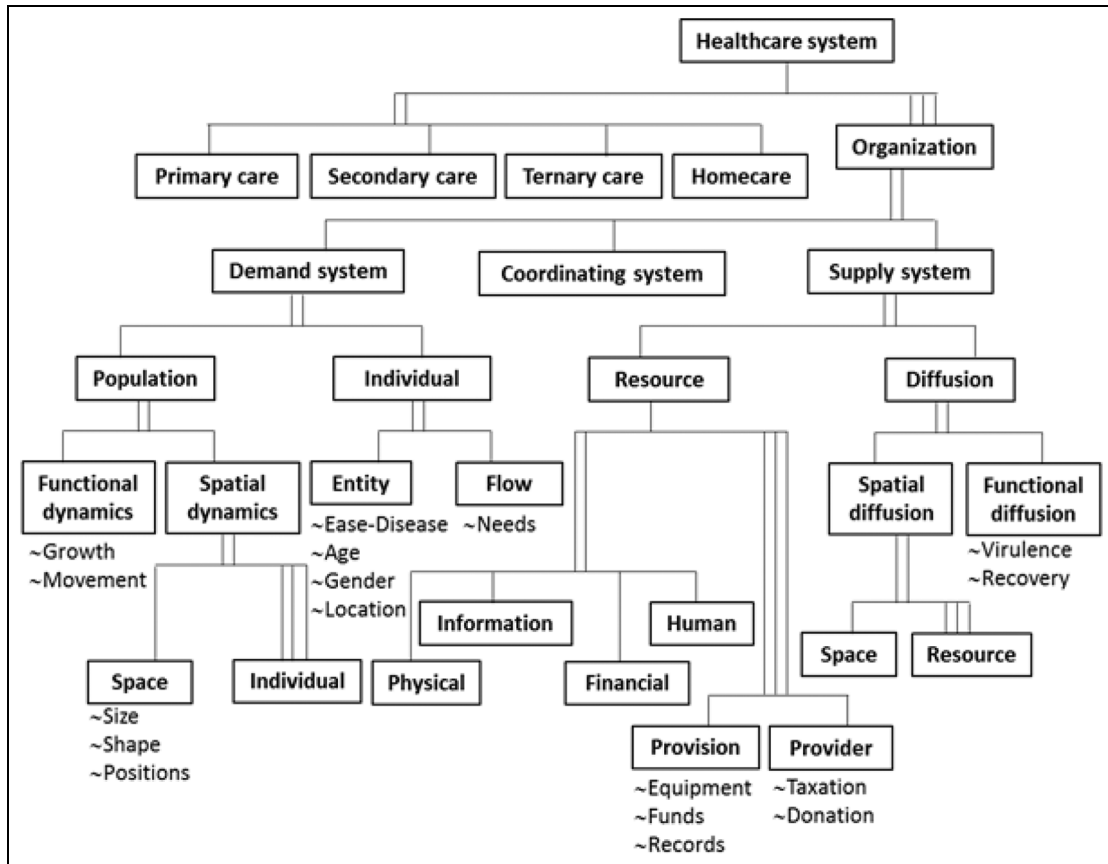 Healthcare system
Organization
Primary care
Secondary care
Ternary care
Homecare
Demand system
Coordinating system
Supply system
Population
Individual
Resource
Diffusion
Functional
dynamics
~Growth
~Movement
Spatial
dynamics
Entity
~Ease-Disease
~Age
~Gender
~Location
Flow
~Needs
Spatial
diffusion
Functional
diffusion
~Virulence
~Recovery
Information
Human
Space
Resource
Space
~Size
~Shape
~Positions
Individual
Physical
Financial
Provision
~Equipment
~Funds
~Records
Provider
~Taxation
~Donation